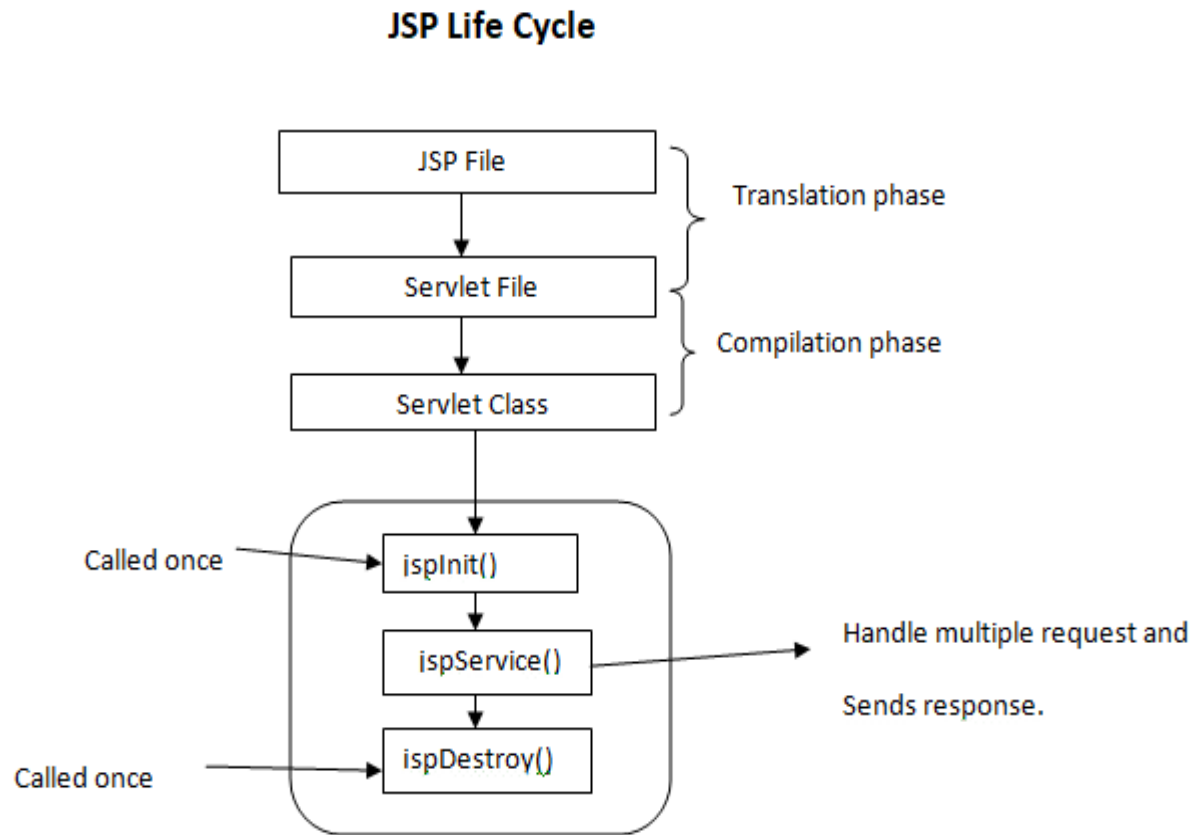 JSP Life Cycle
JSP File
Translation phase
Servlet File
Compilation phase
Servlet Class
Called once
jspInit()
Handle multiple request and
jspService()
Sends response.
jspDestroy()
Called once